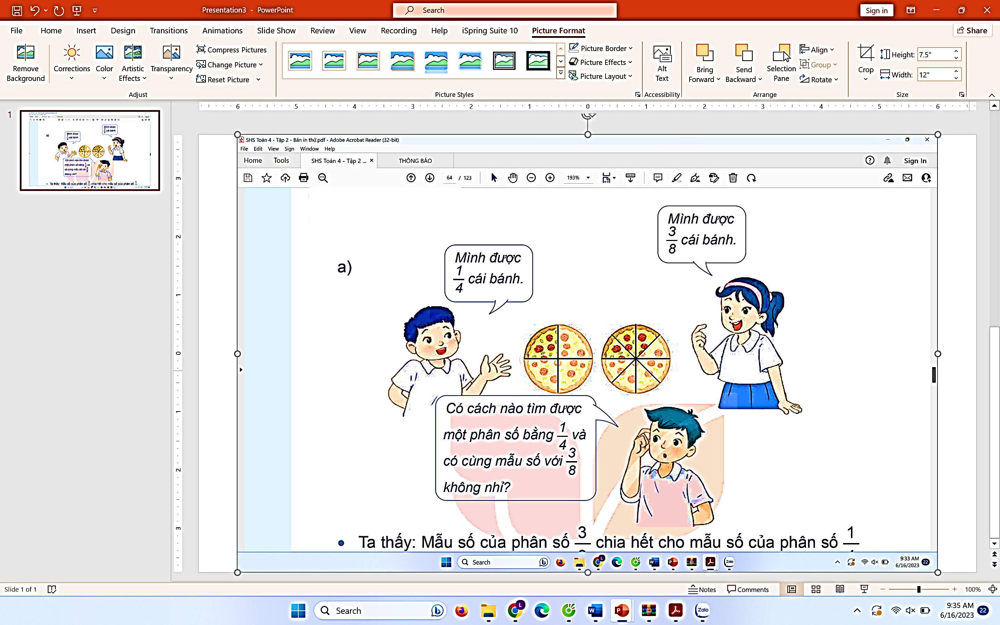 Presentation3 - PowerPoint
Search
Sign in
File Home Insert Design Transitions Animations Slide Show Review View Recording Help iSpring Suite 10 Picture Format
Share
Remove Background
Corrections
Color
Artistic Effects
Transparency
Compress Pictures
Change Picture
Reset Picture
Adjust
Picture Styles
Picture Border
Picture Effects
Picture Layout
Alt Text
Accessibility
Bring Forward
Send Backward
Selection Pane
Align
Group
Rotate
Arrange
Crop
Height: 7.5"
Width: 12"
Size
6 5 4 3 2 1 0 1 2 3 4 5 6
1
3
2
1
0
1
2
3
SHS Toán 4 - Tập 2 - Bản in thử.pdf - Adobe Acrobat Reader (32-bit)
File Edit View Sign Window Help
Home Tools SHS Toán 4 - Tập 2 ... × THÔNG BÁO
Sign In
64 / 123
193%
Mình được
3/8 cái bánh.
a)
Mình được
1/4 cái bánh.
Có cách nào tìm được
một phân số bằng 1/4 và
có cùng mẫu số với 3/8
không nhỉ?
Ta thấy: Mẫu số của phân số 3 chia hết cho mẫu số của phân số 1
Search
Zalo
9:33 AM
6/16/2023
22
Slide 1 of 1
Notes
Comments
100%
Search
L
Zalo
9:35 AM
6/16/2023
22